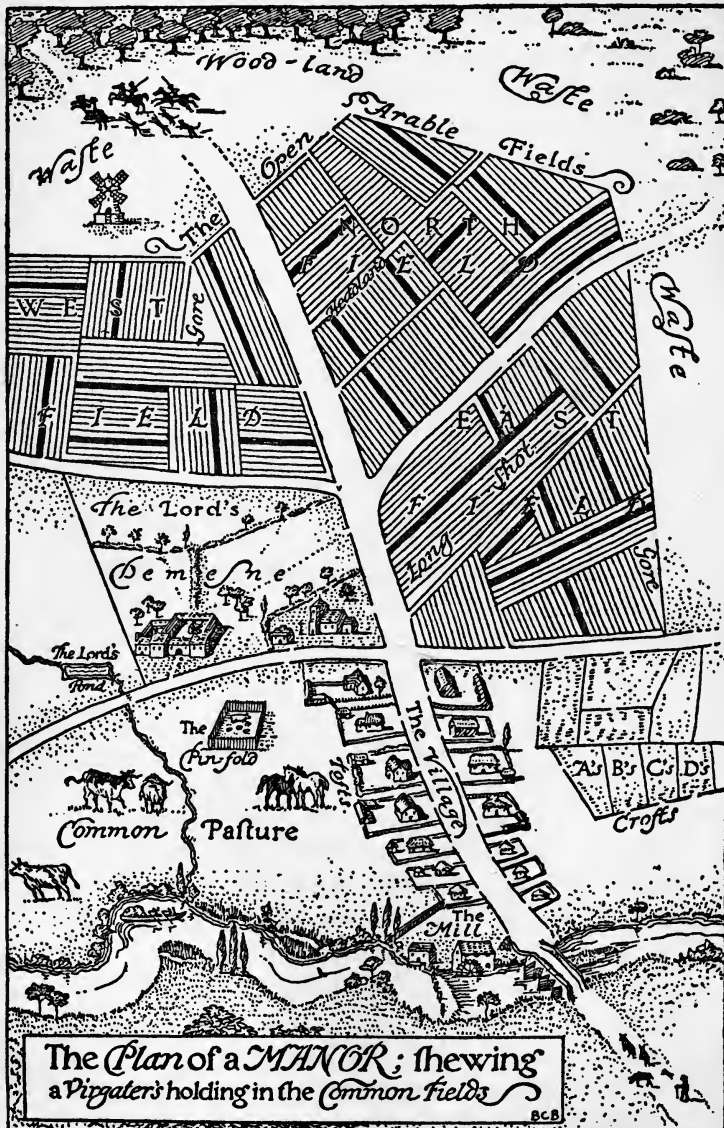 Wood-land
Waſte
The Open Arable Fields
Waſte
NORTH
FIELD
Headland
WEST
Gore
FIELD
Waſte
EAST
FIELD
Long Shot
Gore
The Lord's
Demeſne
The Lord's
Pond
The
Pin-fold
The Village
Tofts
A's B's C's D's
Crofts
Common Paſture
The
Mill
The Plan of a MANOR; ſhewing
a Virgater's holding in the Common Fields
BCB